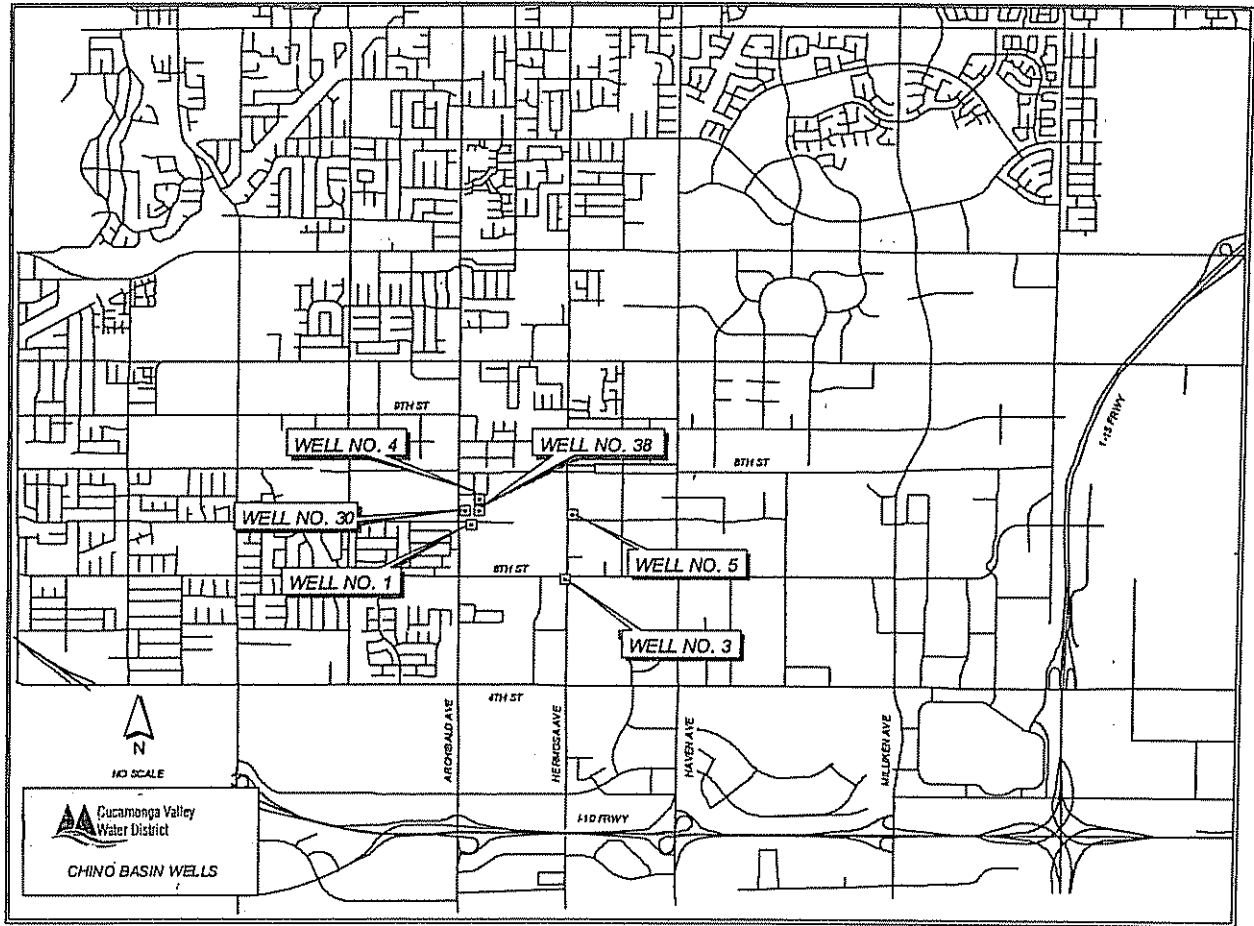 9TH ST
WELL NO. 4
WELL NO. 38
8TH ST
I-15 FRWY
WELL NO. 30
WELL NO. 1
6TH ST
WELL NO. 5
WELL NO. 3
4TH ST
ARCHIBALD AVE
HERMOSA AVE
HAVEN AVE
MILLIKEN AVE
N
NO SCALE
Cucamonga Valley
Water District
CHINO BASIN WELLS
I-10 FRWY